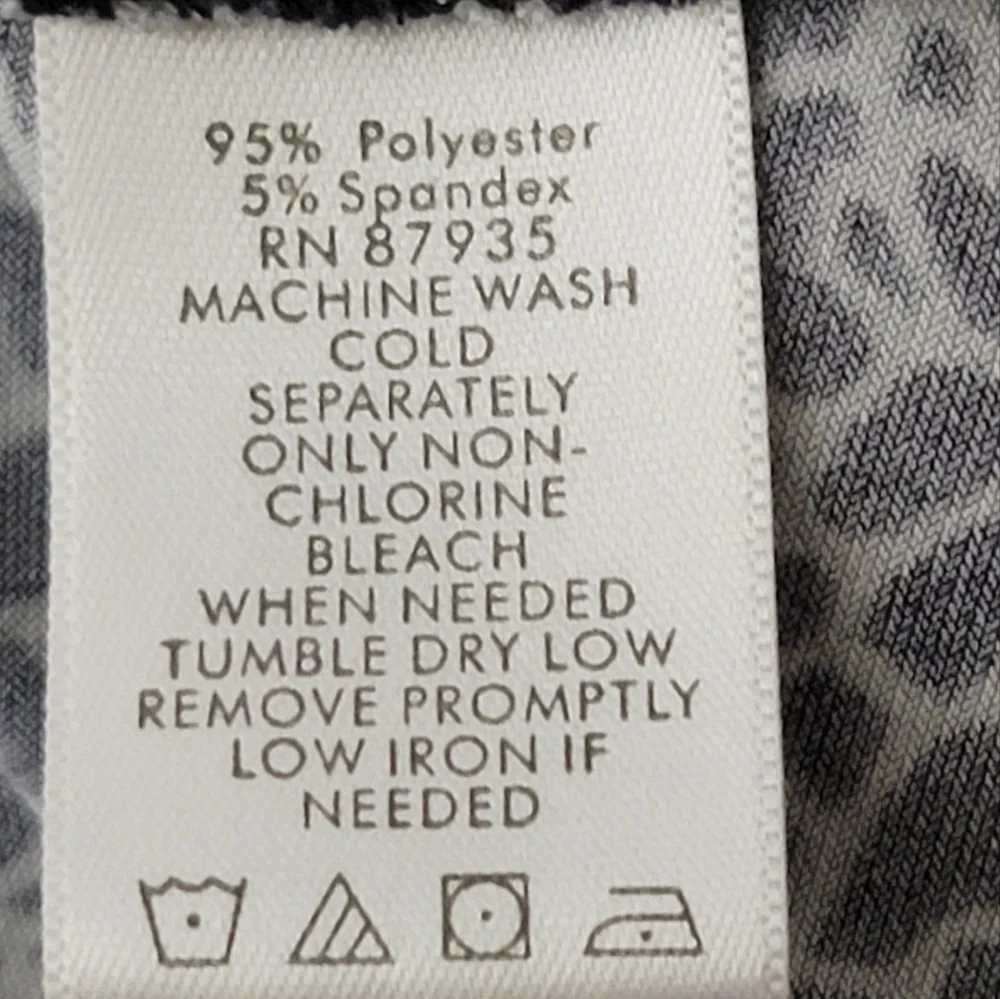 95% Polyester
5% Spandex
RN 87935
MACHINE WASH
COLD
SEPARATELY
ONLY NON-
CHLORINE
BLEACH
WHEN NEEDED
TUMBLE DRY LOW
REMOVE PROMPTLY
LOW IRON IF
NEEDED